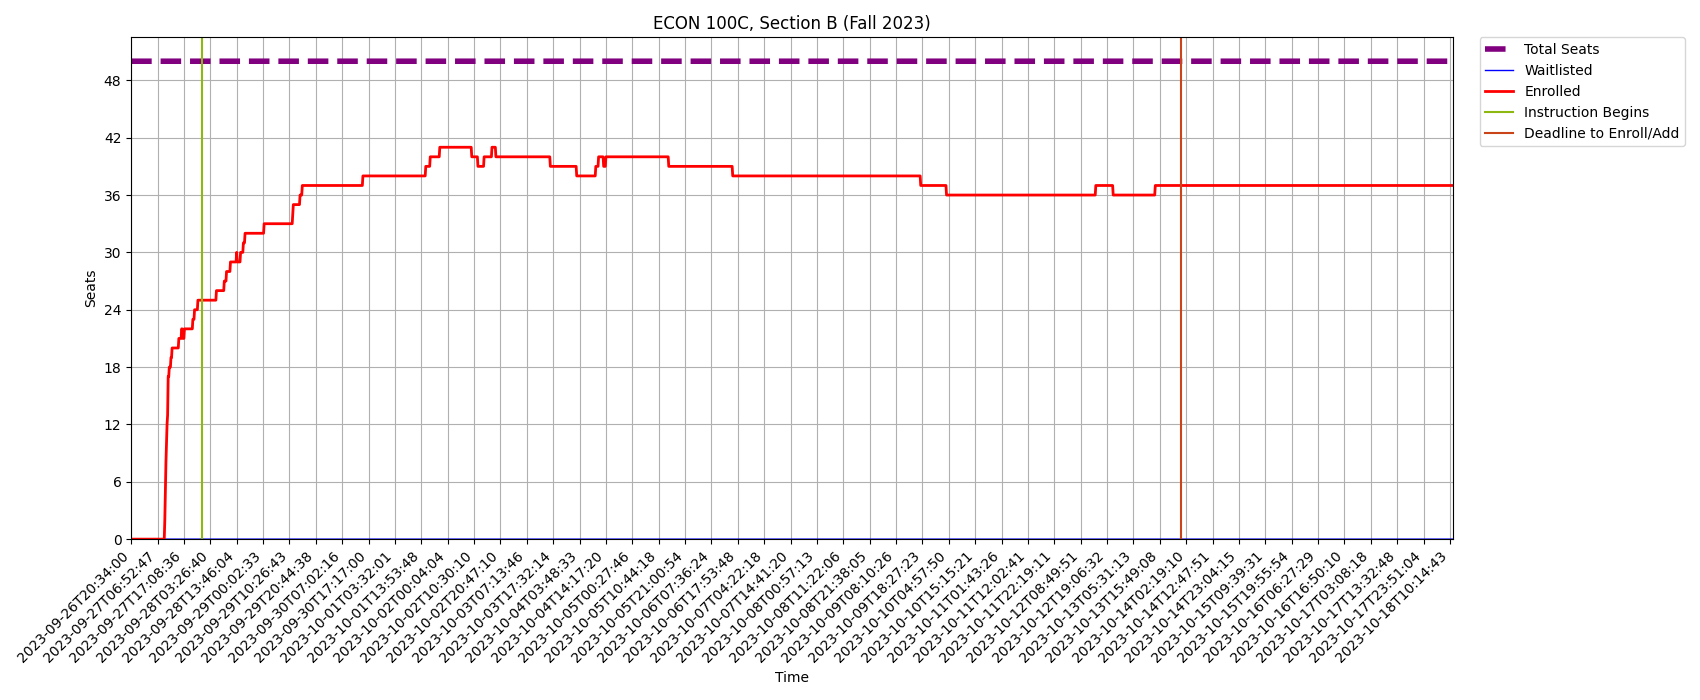 ECON 100C, Section B (Fall 2023)
Total Seats
Waitlisted
Enrolled
Instruction Begins
Deadline to Enroll/Add
Seats
48
42
36
30
24
18
12
6
0
2023-09-26T20:34:00
2023-09-27T06:52:47
2023-09-27T17:08:36
2023-09-28T03:26:40
2023-09-28T13:46:04
2023-09-29T00:02:33
2023-09-29T10:26:43
2023-09-29T20:44:38
2023-09-30T07:02:16
2023-09-30T17:17:00
2023-10-01T03:32:01
2023-10-01T13:53:48
2023-10-02T00:04:04
2023-10-02T10:30:10
2023-10-02T20:47:10
2023-10-03T07:13:46
2023-10-03T17:32:14
2023-10-04T03:48:33
2023-10-04T14:17:20
2023-10-05T00:27:46
2023-10-05T10:44:18
2023-10-05T21:00:54
2023-10-06T07:36:24
2023-10-06T17:53:48
2023-10-07T04:22:18
2023-10-07T14:41:20
2023-10-08T00:57:13
2023-10-08T11:22:06
2023-10-08T21:38:05
2023-10-09T08:10:26
2023-10-09T18:27:23
2023-10-10T04:57:50
2023-10-10T15:15:21
2023-10-11T01:43:26
2023-10-11T12:02:41
2023-10-11T22:19:11
2023-10-12T08:49:51
2023-10-12T19:06:32
2023-10-13T05:31:13
2023-10-13T15:49:08
2023-10-14T02:19:10
2023-10-14T12:47:51
2023-10-14T23:04:15
2023-10-15T09:39:31
2023-10-15T19:55:54
2023-10-16T06:27:29
2023-10-16T16:50:10
2023-10-17T03:08:18
2023-10-17T13:32:48
2023-10-17T23:51:04
2023-10-18T10:14:43
Time